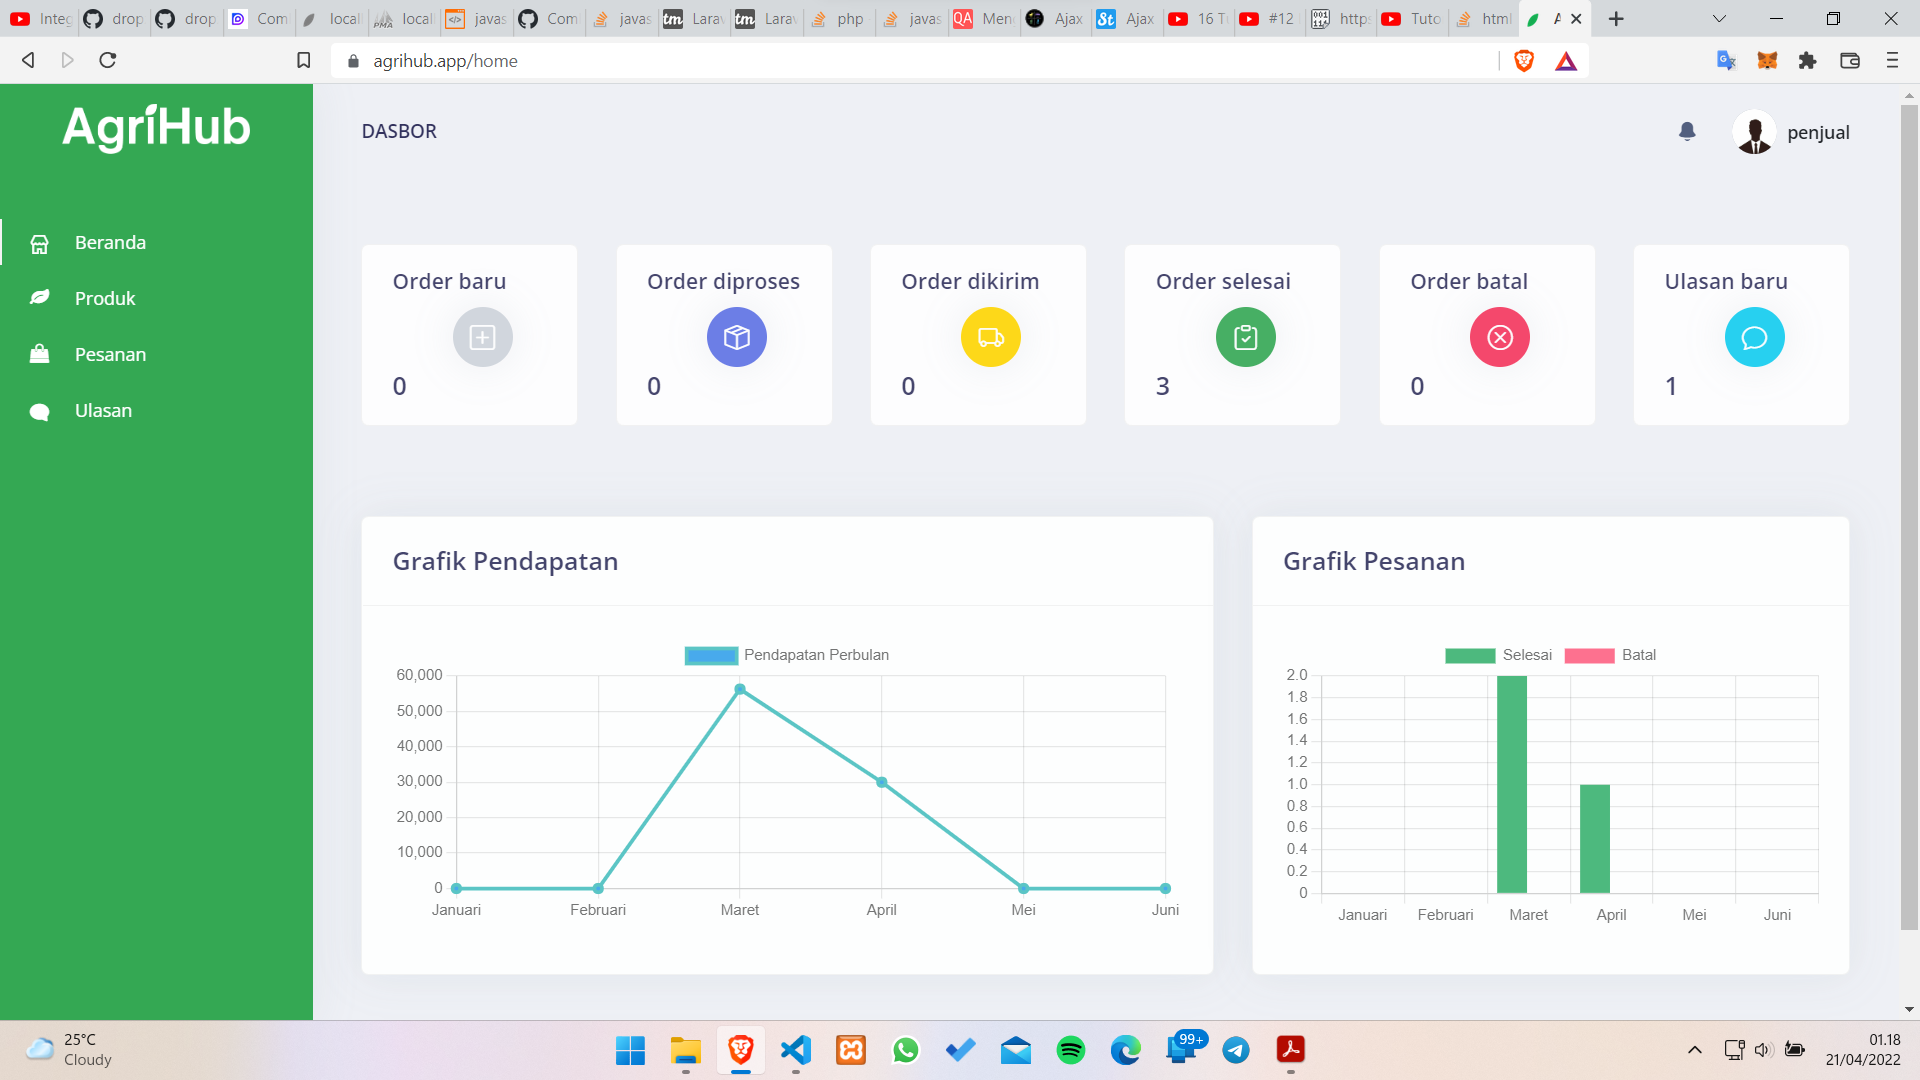 Integ
drop
drop
Com
local
local
javas
Com
javas
Lara
Lara
php
javas
Men
Ajax
Ajax
16 Tu
#12
https
Tuto
html
A
agrihub.app/home
AgriHub
Beranda
Produk
Pesanan
Ulasan
DASBOR
penjual
Order baru
0
Order diproses
0
Order dikirim
0
Order selesai
3
Order batal
0
Ulasan baru
1
Grafik Pendapatan
Pendapatan Perbulan
60,000
50,000
40,000
30,000
20,000
10,000
0
Januari Februari Maret April Mei Juni
Grafik Pesanan
Selesai Batal
2.0
1.8
1.6
1.4
1.2
1.0
0.8
0.6
0.4
0.2
0
Januari Februari Maret April Mei Juni
25°C
Cloudy
99+
01.18
21/04/2022